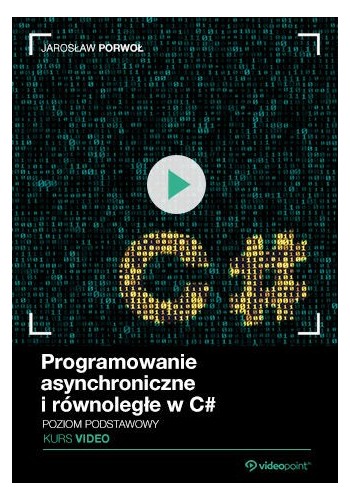 JAROSŁAW PORWOŁ
C#
Programowanie
asynchroniczne
i równoległe w C#
POZIOM PODSTAWOWY
KURS VIDEO
videopoint